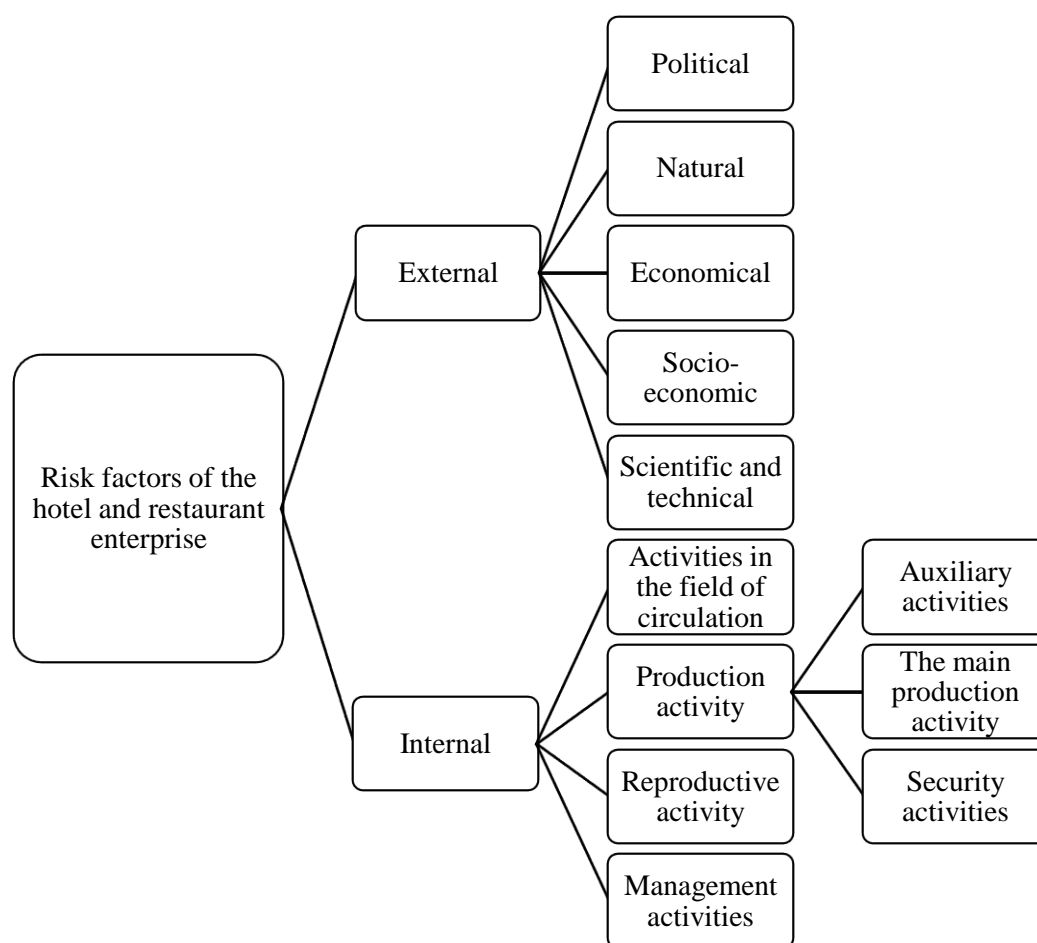 Political
Natural
External
Economical
Socio-
economic
Risk factors of the
hotel and restaurant
enterprise
Scientific and
technical
Activities in
the field of
circulation
Auxiliary
activities
Internal
Production
activity
The main
production
activity
Reproductive
activity
Security
activities
Management
activities